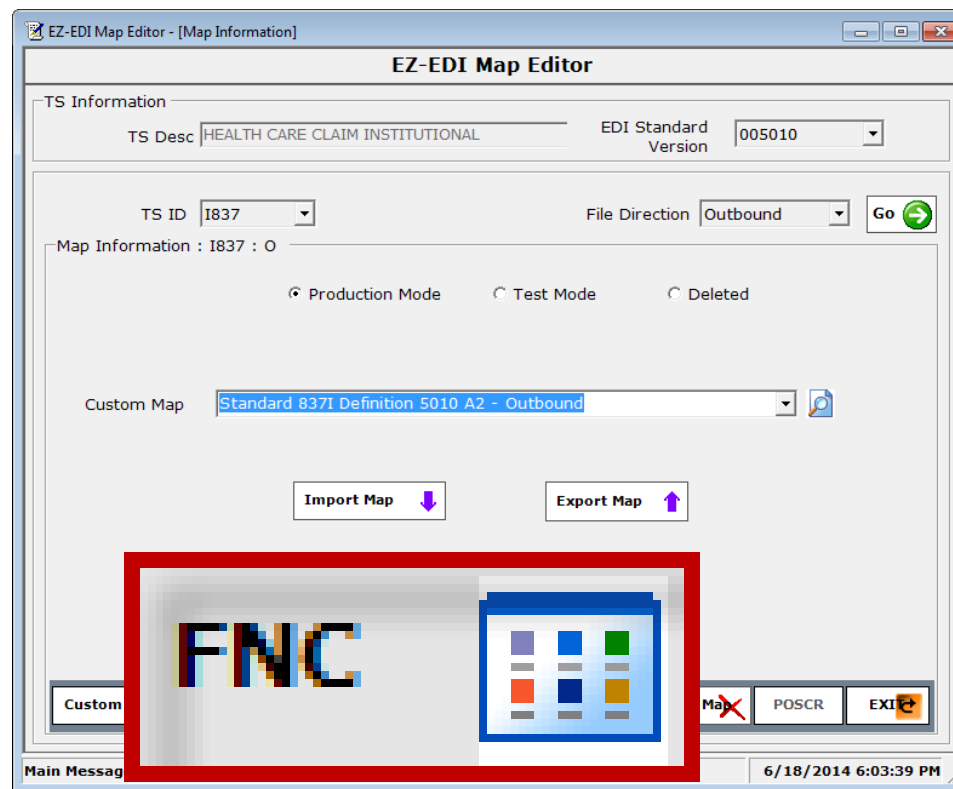 EZ-EDI Map Editor - [Map Information]
EZ-EDI Map Editor
TS Information
TS Desc HEALTH CARE CLAIM INSTITUTIONAL EDI Standard Version 005010
TS ID I837 File Direction Outbound Go
Map Information : I837 : O
Production Mode Test Mode Deleted
Custom Map Standard 837I Definition 5010 A2 - Outbound
Import Map Export Map
FNC
Custom Map POSCR EXIT
Main Messag 6/18/2014 6:03:39 PM